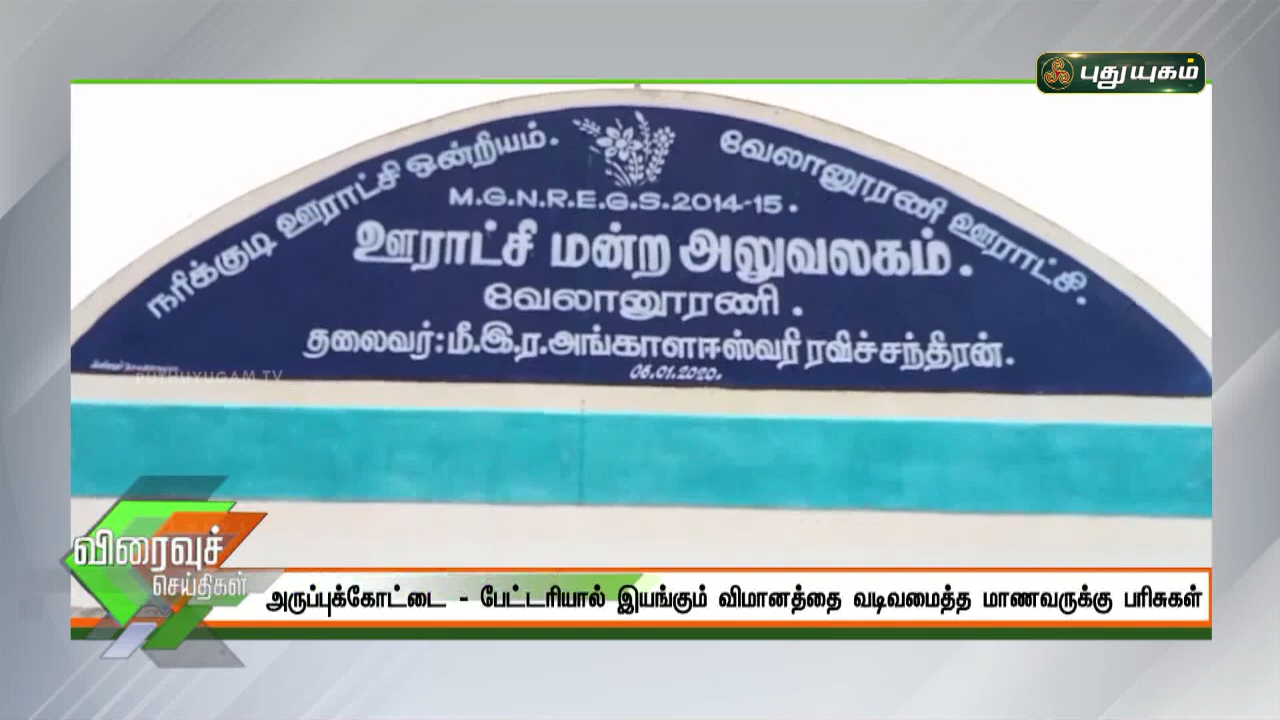 புதுயுகம்
நரிக்குடி ஊராட்சி ஒன்றியம்.
வேலானூரணி ஊராட்சி.
M.G.N.R.E.G.S.2014-15.
ஊராட்சி மன்ற அலுவலகம்.
வேலானூரணி.
தலைவர்:மீ.இ.ர.அங்காளஈஸ்வரி ரவிச்சந்திரன்.
06.01.2020.
PUTHUYUGAM TV
விரைவுச்
செய்திகள்
அருப்புக்கோட்டை - பேட்டரியால் இயங்கும் விமானத்தை வடிவமைத்த மாணவருக்கு பரிசுகள்